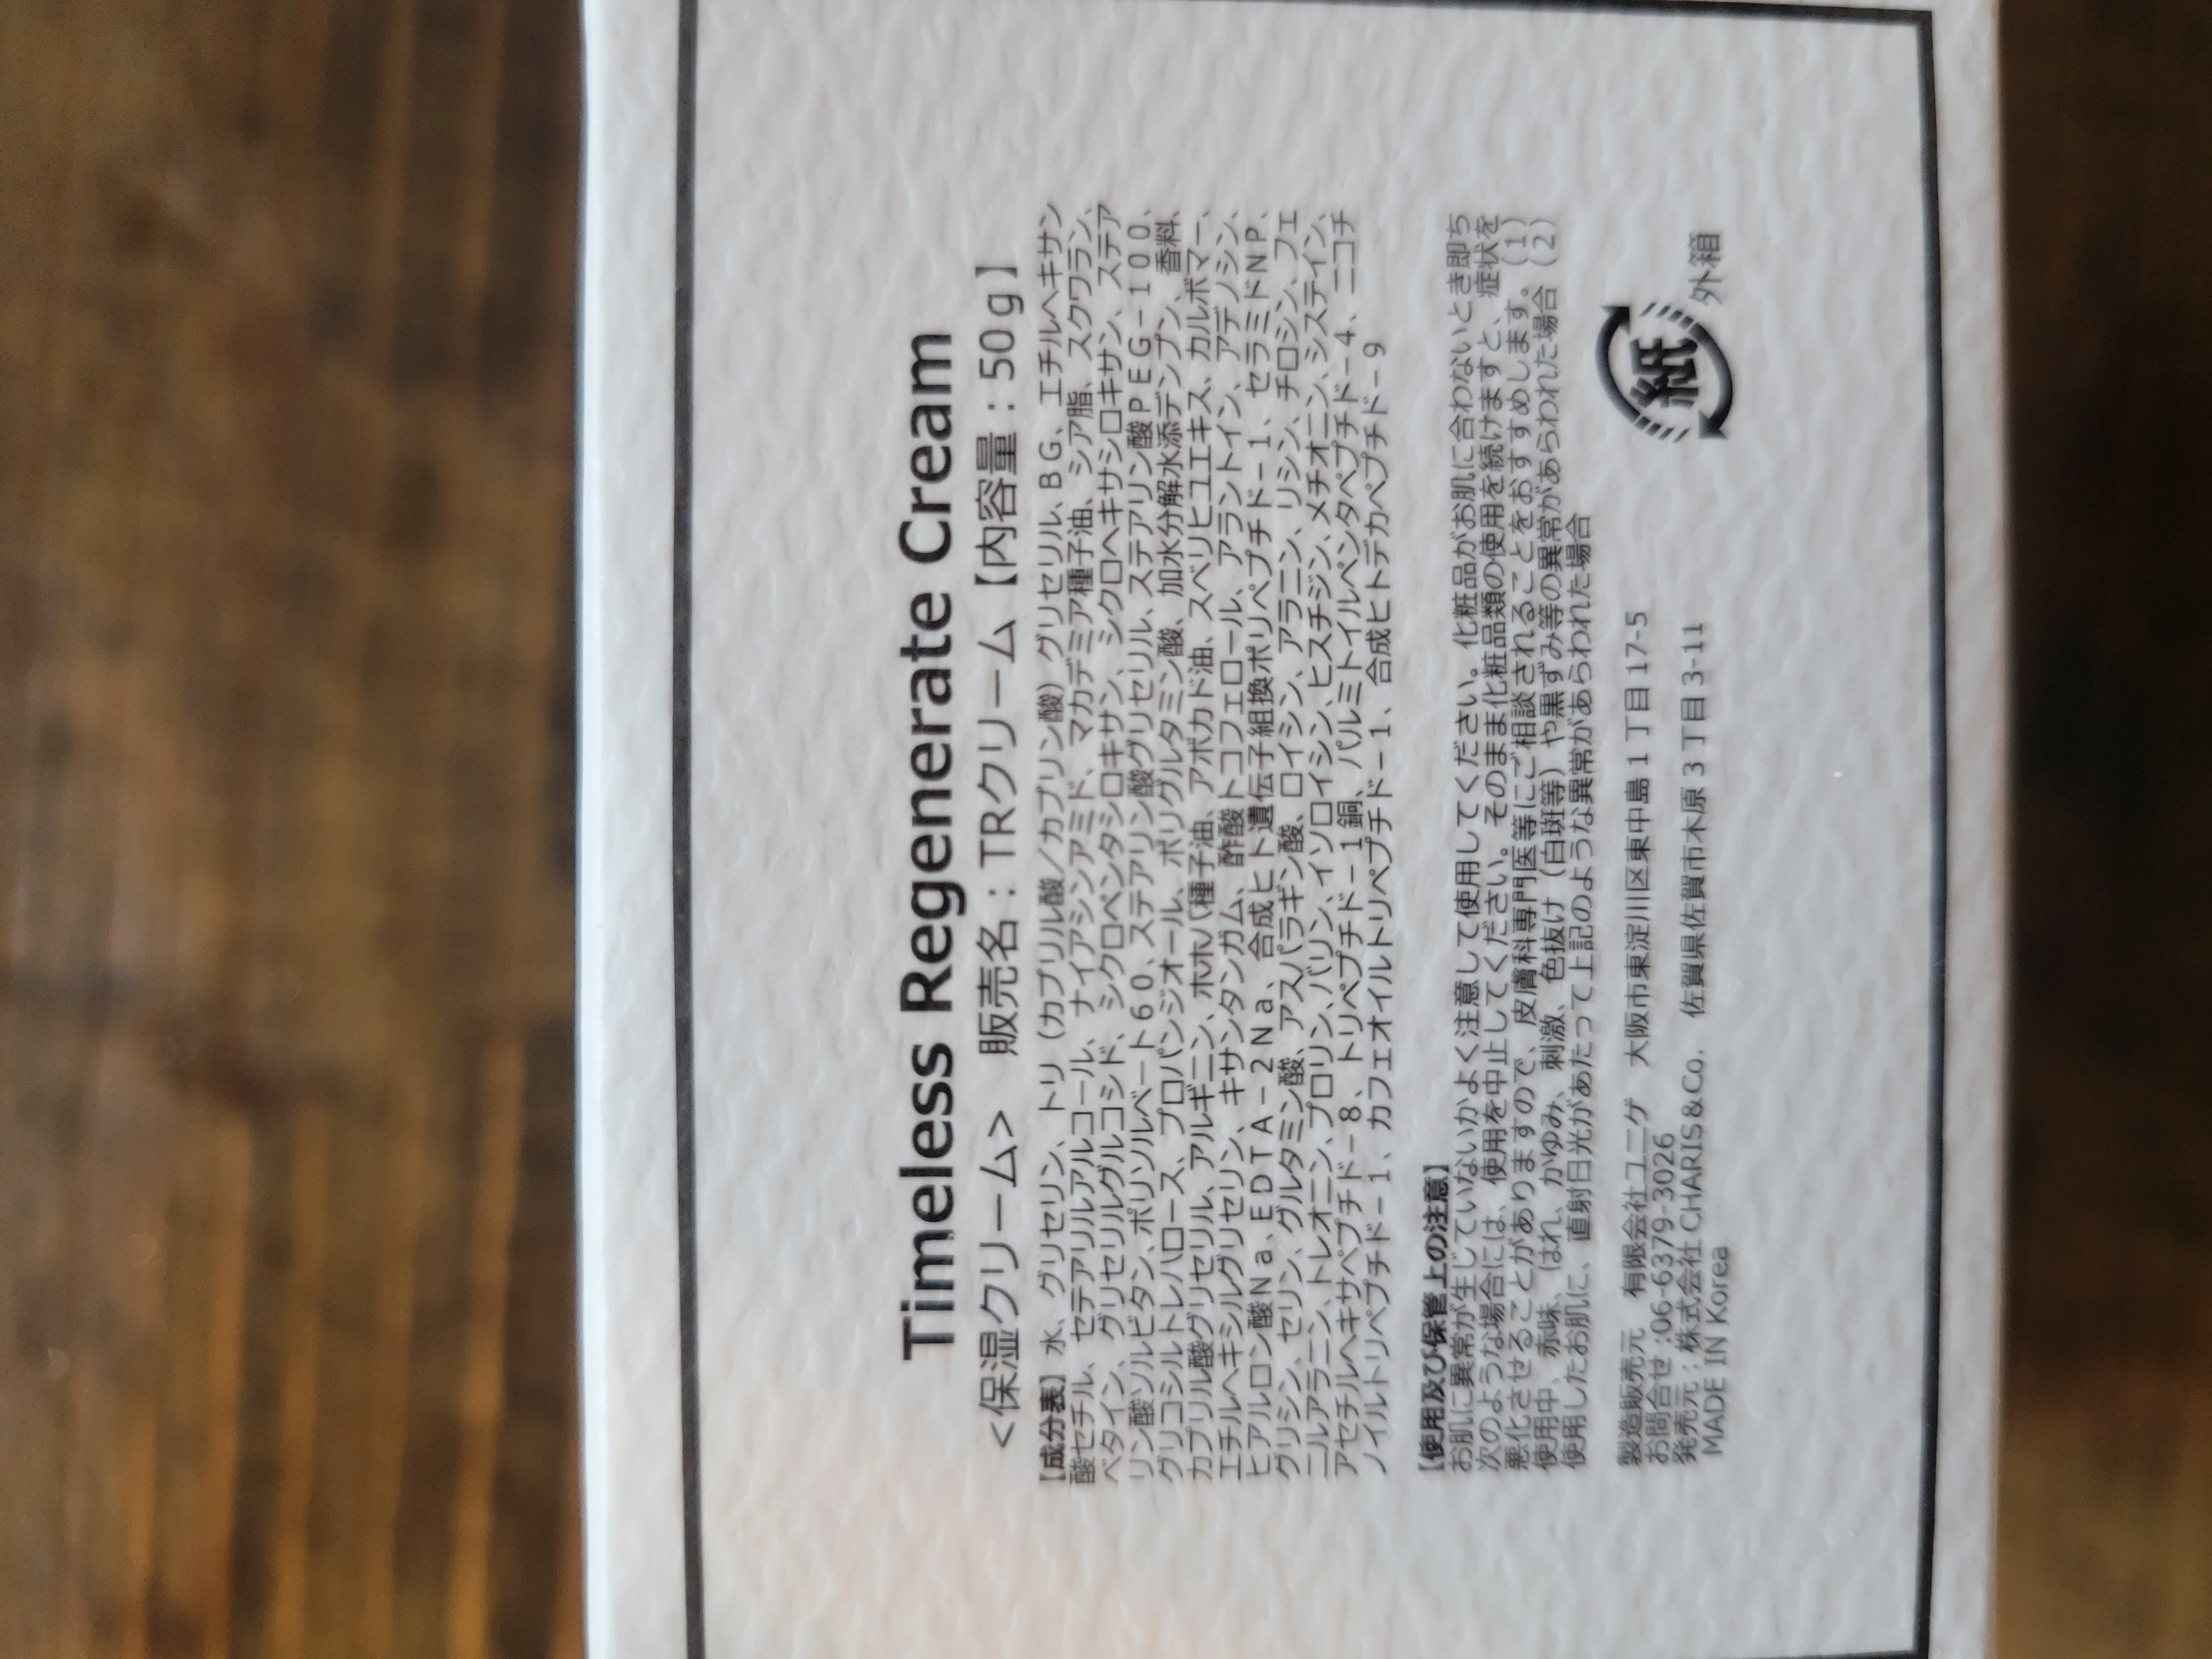 Timeless Regenerate Cream
<保湿クリーム> 販売名：TRクリーム【内容量：50g】
【成分表】水、グリセリン、トリ（カプリル酸／カプリン酸）グリセリル、BG、エチルヘキサン
酸セチル、セテアリルアルコール、ナイアシンアミド、マカデミア種子油、シア脂、スクワラン、
ベタイン、グリセリルグルコシド、シクロペンタシロキサン、シクロヘキサシロキサン、ステア
リン酸ソルビタン、ポリソルベート60、ステアリン酸グリセリル、ステアリン酸PEG-100、
グリコシルトレハロース、プロパンジオール、ポリグルタミン酸、加水分解水添デンプン、香料、
カプリル酸グリセリル、アルギニン、ホホバ種子油、アボカド油、スベリヒユエキス、カルボマー、
エチルヘキシルグリセリン、キサンタンガム、酢酸トコフェロール、アラントイン、アデノシン、
ヒアルロン酸Na、EDTA-2Na、合成ヒト遺伝子組換ポリペプチド-1、セラミドNP、
グリシン、セリン、グルタミン酸、アスパラギン酸、ロイシン、アラニン、リシン、チロシン、フェ
ニルアラニン、トレオニン、プロリン、バリン、イソロイシン、ヒスチジン、メチオニン、システイン、
アセチルヘキサペプチド-8、トリペプチド-1銅、パルミトイルペンタペプチド-4、ニコチ
ノイルトリペプチド-1、カフェオイルトリペプチド-1、合成ヒトデカペプチド-9
【使用及び保管上の注意】
お肌に異常が生じていないかよく注意して使用してください。化粧品がお肌に合わないとき即ち
次のような場合には、使用を中止してください。そのまま化粧品類の使用を続けますと、症状を
悪化させることがありますので、皮膚科専門医等にご相談されることをおすすめします。（1）
使用中、赤味、はれ、かゆみ、刺激、色抜け（白斑等）や黒ずみ等の異常があらわれた場合（2）
使用したお肌に、直射日光があたって上記のような異常があらわれた場合
製造販売元 有限会社ユニゲ 大阪市東淀川区東中島1丁目17-5
お問合せ:06-6379-3026
発売元：株式会社CHARIS&Co. 佐賀県佐賀市木原3丁目3-11
MADE IN Korea
紙
外箱